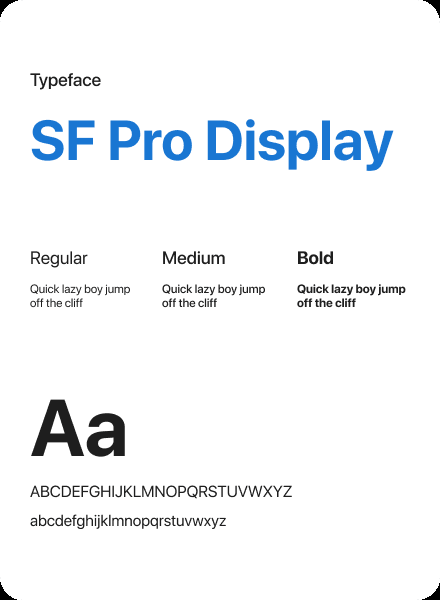 Typeface
SF Pro Display
Regular
Medium
Bold
Quick lazy boy jump
off the cliff
Quick lazy boy jump
off the cliff
Quick lazy boy jump
off the cliff
Aa
ABCDEFGHIJKLMNOPQRSTUVWXYZ
abcdefghijklmnopqrstuvwxyz